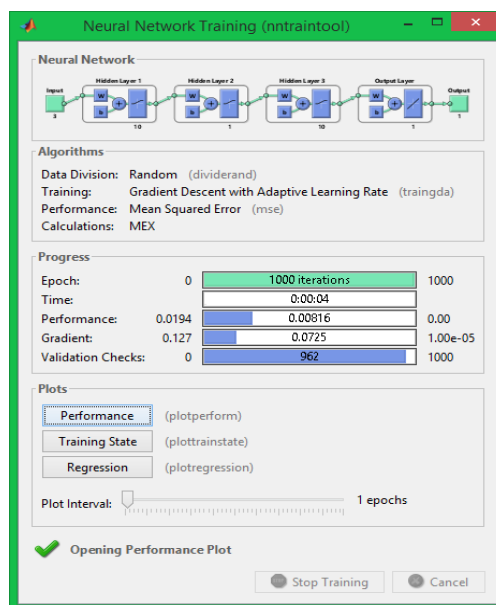 Neural Network Training (nntraintool)
Neural Network
Hidden Layer 1 Hidden Layer 2 Hidden Layer 3 Output Layer
Input Output
W W W W
b b b b
3 10 1 10 1 1
Algorithms
Data Division: Random (dividerand)
Training: Gradient Descent with Adaptive Learning Rate (traingda)
Performance: Mean Squared Error (mse)
Calculations: MEX
Progress
Epoch: 0 1000 iterations 1000
Time: 0:00:04
Performance: 0.0194 0.00816 0.00
Gradient: 0.127 0.0725 1.00e-05
Validation Checks: 0 962 1000
Plots
Performance (plotperform)
Training State (plottrainstate)
Regression (plotregression)
Plot Interval: 1 epochs
Opening Performance Plot
Stop Training Cancel